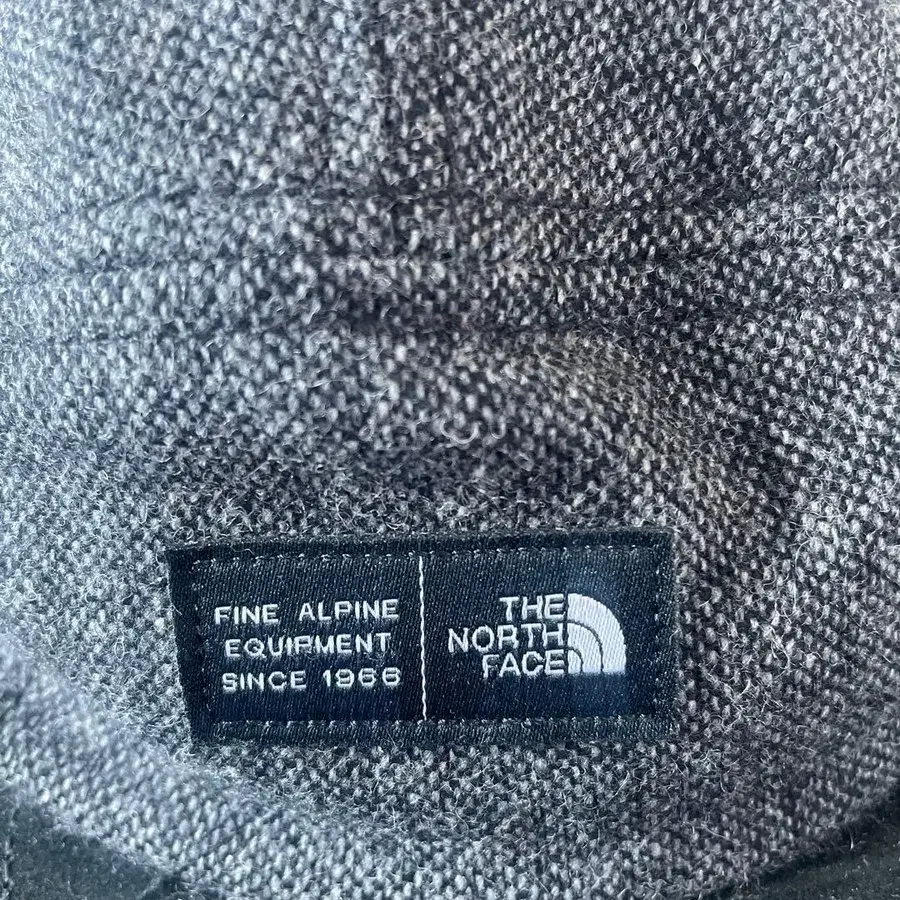 FINE ALPINE
EQUIPMENT
SINCE 1966
THE
NORTH
FACE